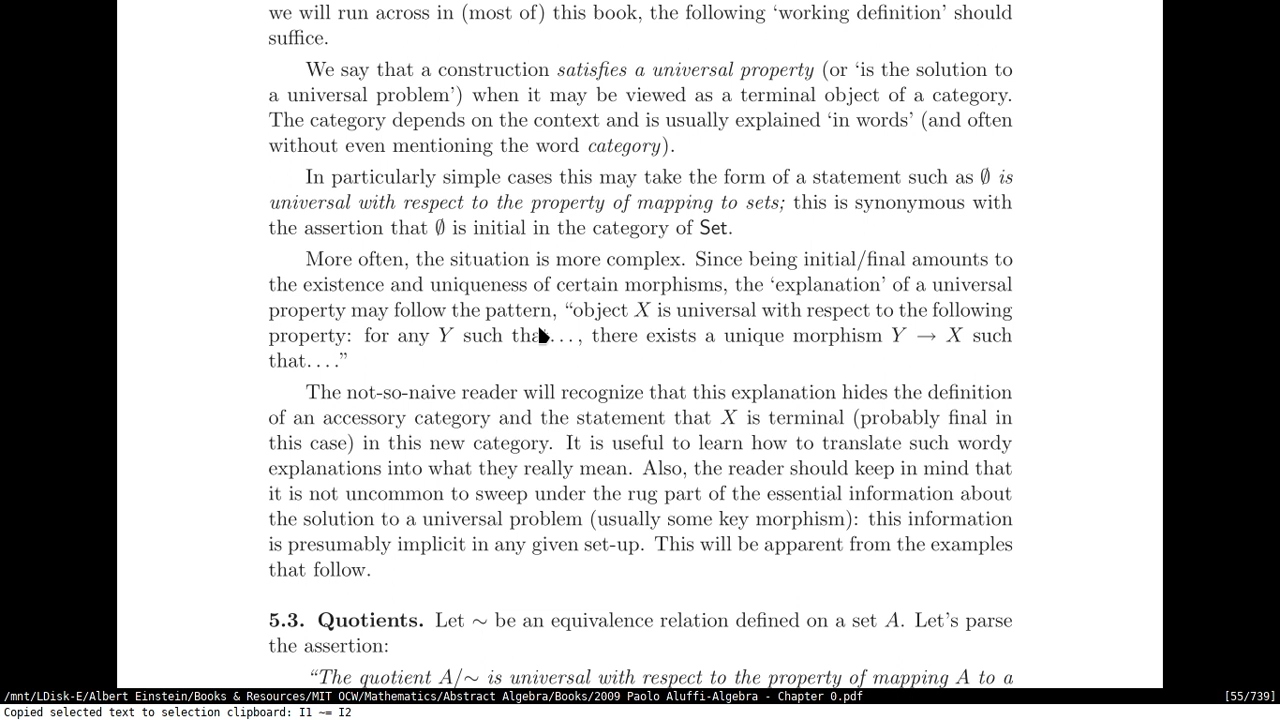 we will run across in (most of) this book, the following ‘working definition’ should
suffice.
We say that a construction satisfies a universal property (or ‘is the solution to
a universal problem’) when it may be viewed as a terminal object of a category.
The category depends on the context and is usually explained ‘in words’ (and often
without even mentioning the word category).
In particularly simple cases this may take the form of a statement such as ∅ is
universal with respect to the property of mapping to sets; this is synonymous with
the assertion that ∅ is initial in the category of Set.
More often, the situation is more complex. Since being initial/final amounts to
the existence and uniqueness of certain morphisms, the ‘explanation’ of a universal
property may follow the pattern, “object X is universal with respect to the following
property: for any Y such that..., there exists a unique morphism Y → X such
that....”
The not-so-naive reader will recognize that this explanation hides the definition
of an accessory category and the statement that X is terminal (probably final in
this case) in this new category. It is useful to learn how to translate such wordy
explanations into what they really mean. Also, the reader should keep in mind that
it is not uncommon to sweep under the rug part of the essential information about
the solution to a universal problem (usually some key morphism): this information
is presumably implicit in any given set-up. This will be apparent from the examples
that follow.
5.3. Quotients. Let ∼ be an equivalence relation defined on a set A. Let’s parse
the assertion:
“The quotient A/∼ is universal with respect to the property of mapping A to a
/mnt/LDisk-E/Albert Einstein/Books & Resources/MIT OCW/Mathematics/Abstract Algebra/Books/2009 Paolo Aluffi-Algebra - Chapter 0.pdf [55/739]
Copied selected text to selection clipboard: I1 ~= I2